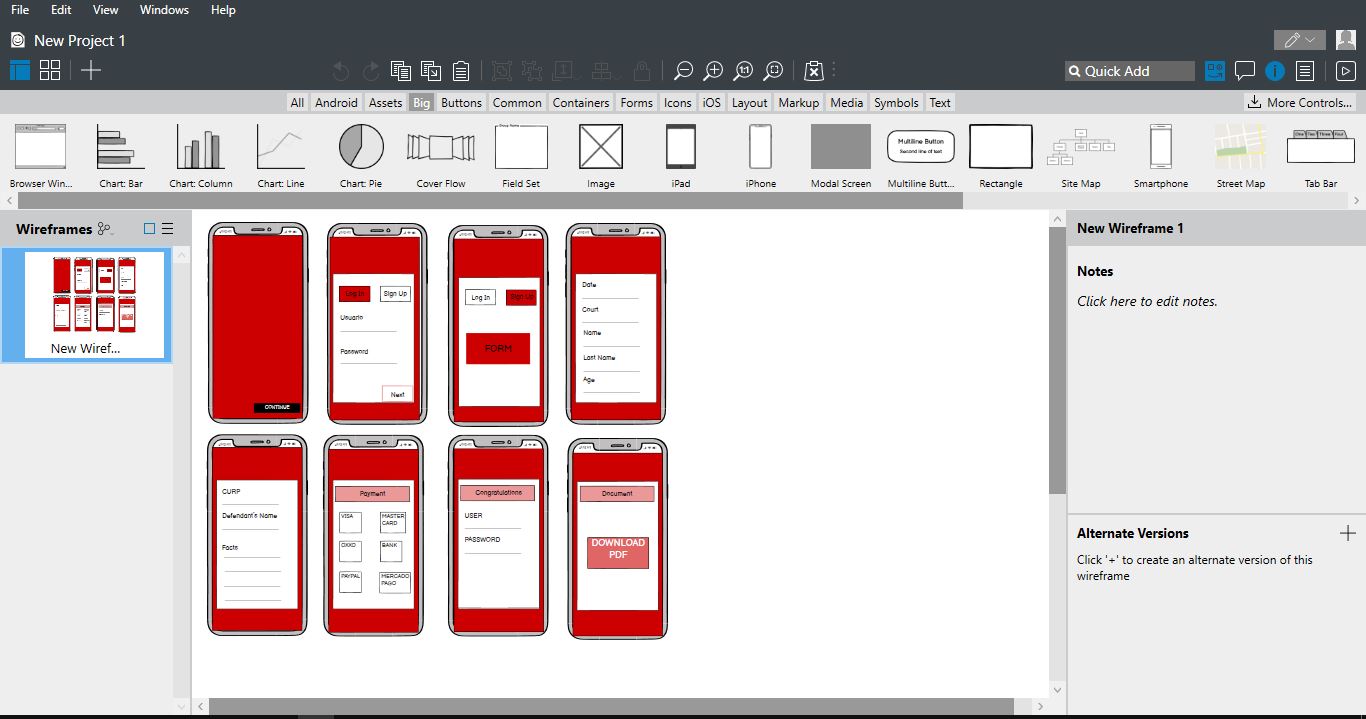 File Edit View Windows Help
New Project 1
Quick Add
All Android Assets Big Buttons Common Containers Forms Icons iOS Layout Markup Media Symbols Text More Controls...
Multiline Button
Second line of text
One Two Three Four
Browser Win... Chart: Bar Chart: Column Chart: Line Chart: Pie Cover Flow Field Set Image iPad iPhone Modal Screen Multiline Butt... Rectangle Site Map Smartphone Street Map Tab Bar
Wireframes
New Wiref...
CONTINUE
Log In Sign Up
Usuario
Password
Next
Log In Sign Up
FORM
Date
Court
Name
Last Name
Age
CURP
Defendant's Name
Facts
Payment
VISA MASTER CARD
OXXO BANK
PAYPAL MERCADO PAGO
Congratulations
USER
PASSWORD
Document
DOWNLOAD
PDF
New Wireframe 1
Notes
Click here to edit notes.
Alternate Versions
Click '+' to create an alternate version of this
wireframe